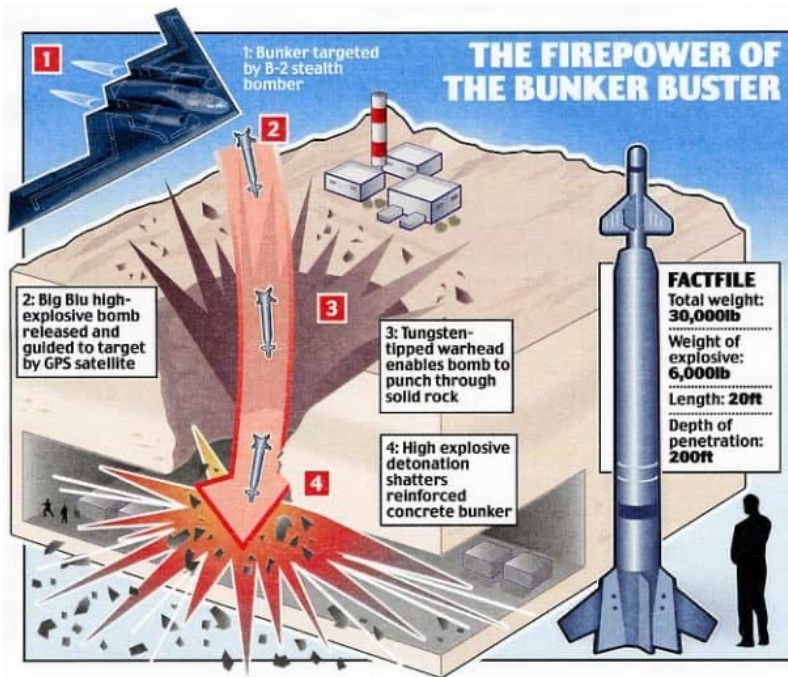 THE FIREPOWER OF
THE BUNKER BUSTER
1
1: Bunker targeted
by B-2 stealth
bomber
2
2: Big Blu high-
explosive bomb
released and
guided to target
by GPS satellite
3
3: Tungsten-
tipped warhead
enables bomb to
punch through
solid rock
4: High explosive
detonation
shatters
reinforced
concrete bunker
4
FACTFILE
Total weight:
30,000lb
Weight of
explosive:
6,000lb
Length: 20ft
Depth of
penetration:
200ft